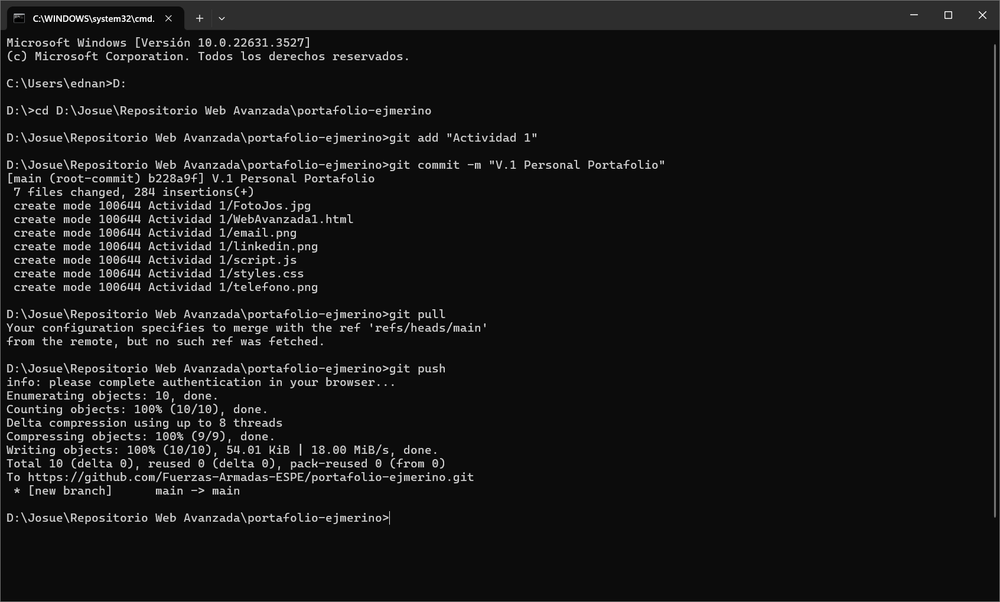 C:\WINDOWS\system32\cmd.
Microsoft Windows [Versión 10.0.22631.3527]
(c) Microsoft Corporation. Todos los derechos reservados.
C:\Users\ednan>D:
D:\>cd D:\Josue\Repositorio Web Avanzada\portafolio-ejmerino
D:\Josue\Repositorio Web Avanzada\portafolio-ejmerino>git add "Actividad 1"
D:\Josue\Repositorio Web Avanzada\portafolio-ejmerino>git commit -m "V.1 Personal Portafolio"
[main (root-commit) b228a9f] V.1 Personal Portafolio
 7 files changed, 284 insertions(+)
 create mode 100644 Actividad 1/FotoJos.jpg
 create mode 100644 Actividad 1/WebAvanzada1.html
 create mode 100644 Actividad 1/email.png
 create mode 100644 Actividad 1/linkedin.png
 create mode 100644 Actividad 1/script.js
 create mode 100644 Actividad 1/styles.css
 create mode 100644 Actividad 1/telefono.png
D:\Josue\Repositorio Web Avanzada\portafolio-ejmerino>git pull
Your configuration specifies to merge with the ref 'refs/heads/main'
from the remote, but no such ref was fetched.
D:\Josue\Repositorio Web Avanzada\portafolio-ejmerino>git push
info: please complete authentication in your browser...
Enumerating objects: 10, done.
Counting objects: 100% (10/10), done.
Delta compression using up to 8 threads
Compressing objects: 100% (9/9), done.
Writing objects: 100% (10/10), 54.01 KiB | 18.00 MiB/s, done.
Total 10 (delta 0), reused 0 (delta 0), pack-reused 0 (from 0)
To https://github.com/Fuerzas-Armadas-ESPE/portafolio-ejmerino.git
 * [new branch]      main -> main
D:\Josue\Repositorio Web Avanzada\portafolio-ejmerino>